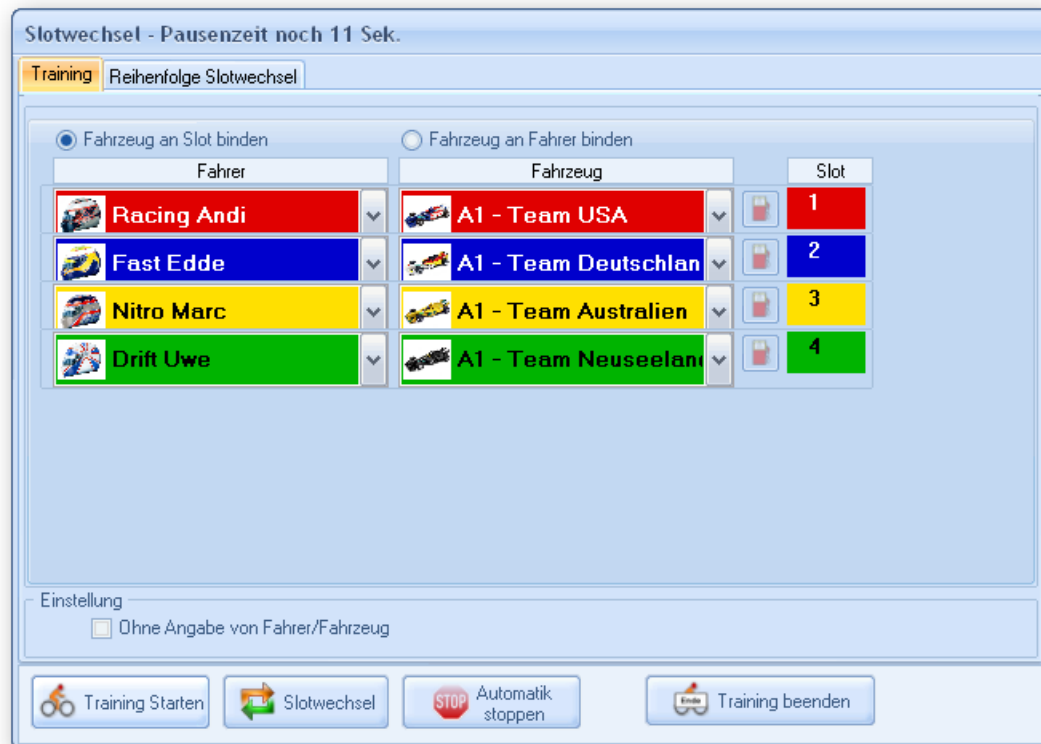 Slotwechsel - Pausenzeit noch 11 Sek.
Training Reihenfolge Slotwechsel
Fahrzeug an Slot binden Fahrzeug an Fahrer binden
Fahrer Fahrzeug Slot
Racing Andi A1 - Team USA 1
Fast Edde A1 - Team Deutschlan 2
Nitro Marc A1 - Team Australien 3
Drift Uwe A1 - Team Neuseeland 4
Einstellung
Ohne Angabe von Fahrer/Fahrzeug
Training Starten Slotwechsel STOP Automatik stoppen Ende Training beenden